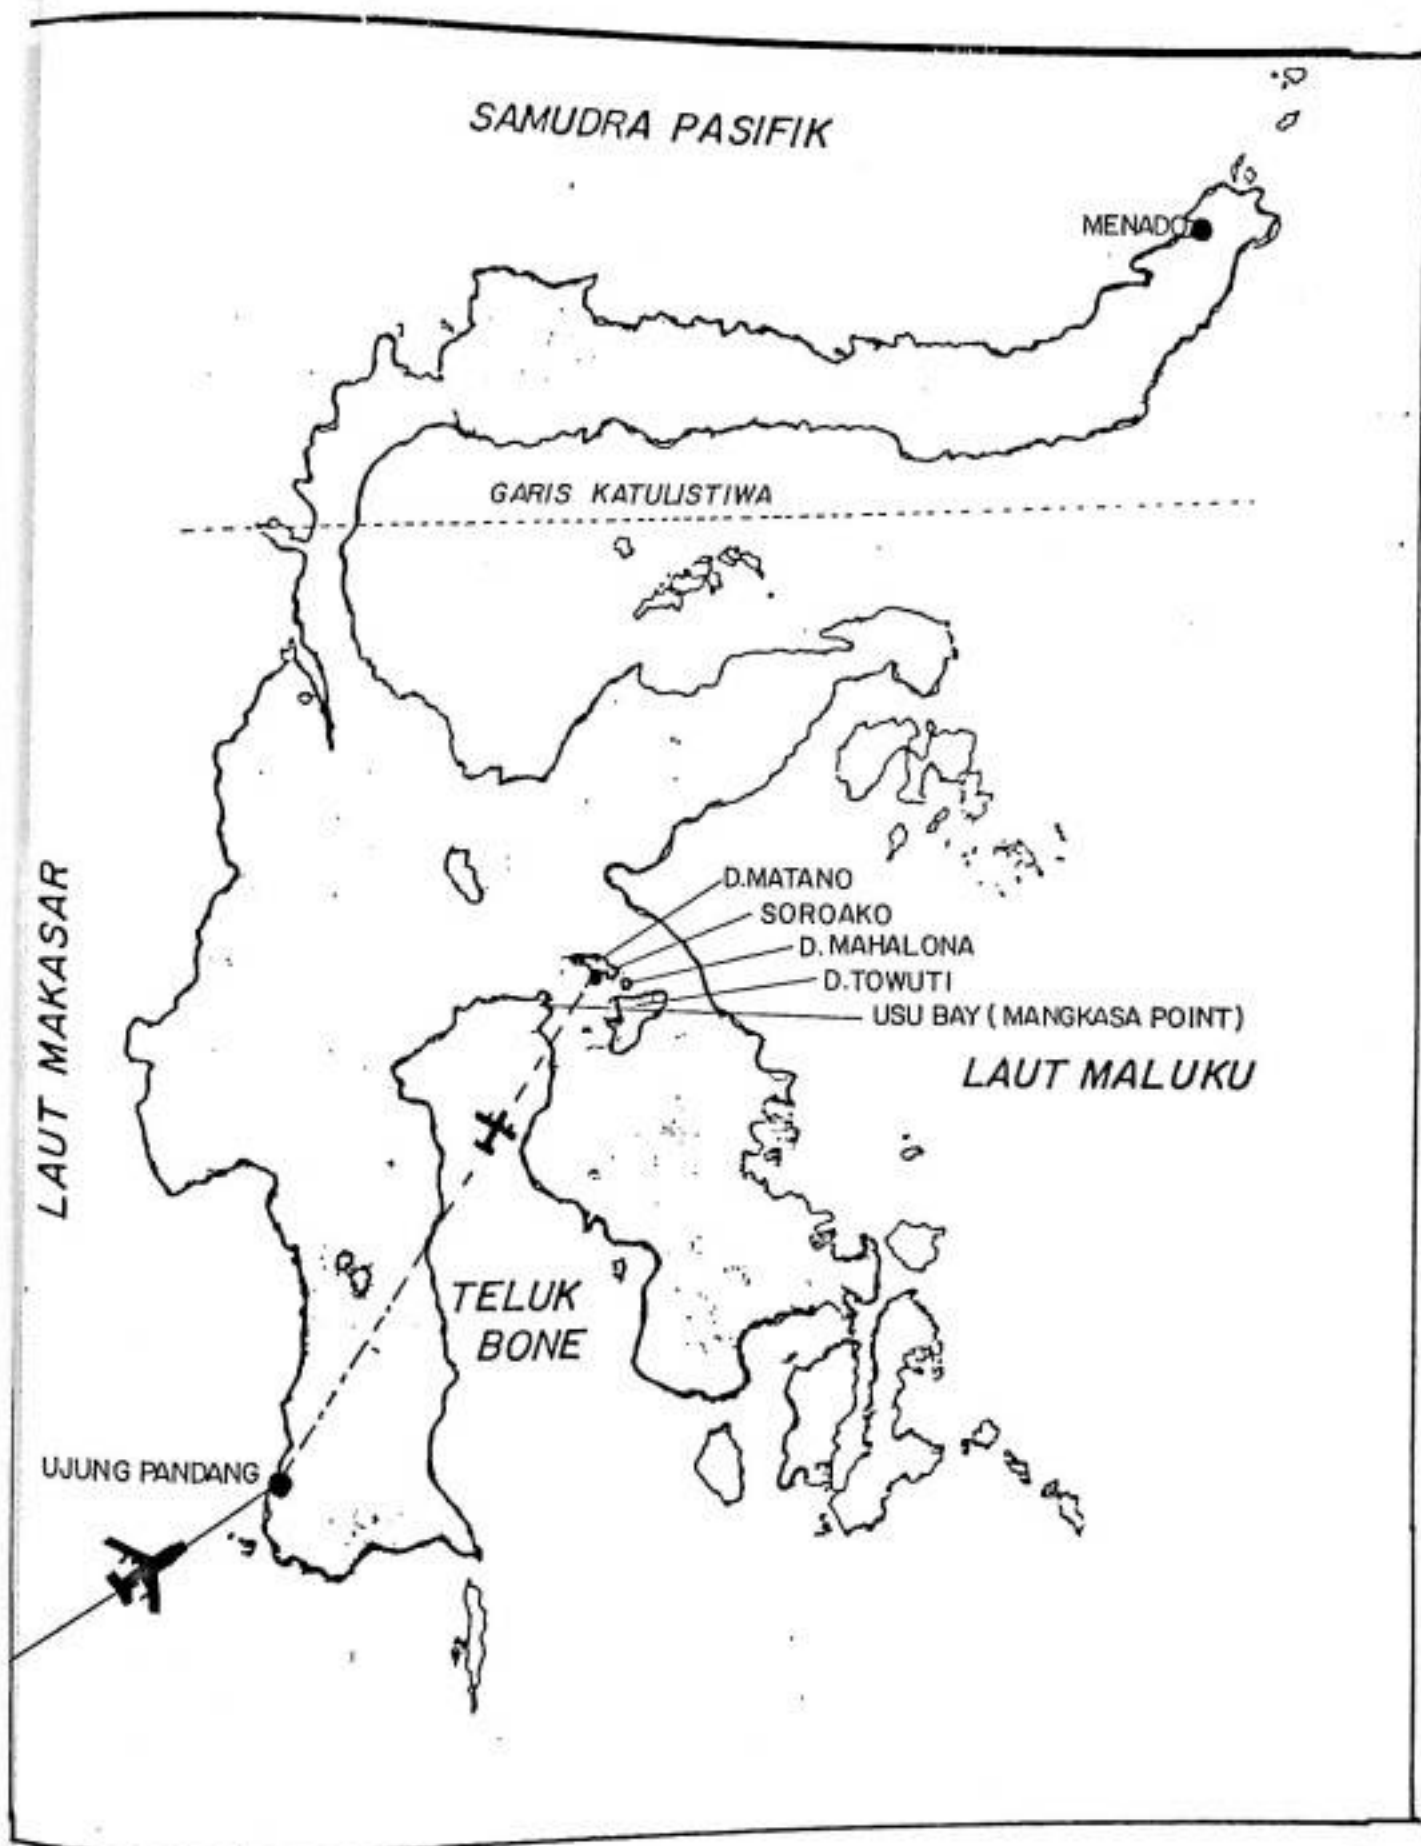 SAMUDRA PASIFIK
MENADO
GARIS KATULISTIWA
D.MATANO
SOROAKO
D. MAHALONA
D.TOWUTI
USU BAY ( MANGKASA POINT )
LAUT MAKASAR
LAUT MALUKU
TELUK
BONE
UJUNG PANDANG